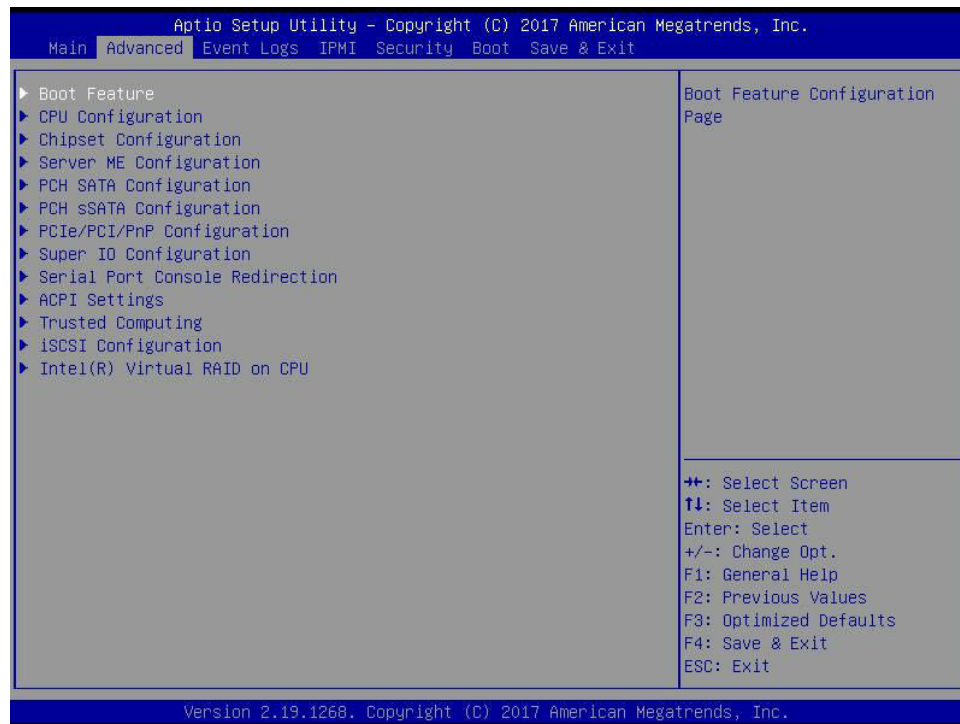 Aptio Setup Utility – Copyright (C) 2017 American Megatrends, Inc.
Main Advanced Event Logs IPMI Security Boot Save & Exit
Boot Feature
CPU Configuration
Chipset Configuration
Server ME Configuration
PCH SATA Configuration
PCH sSATA Configuration
PCIe/PCI/PnP Configuration
Super IO Configuration
Serial Port Console Redirection
ACPI Settings
Trusted Computing
iSCSI Configuration
Intel(R) Virtual RAID on CPU
Boot Feature Configuration
Page
→←: Select Screen
↑↓: Select Item
Enter: Select
+/-: Change Opt.
F1: General Help
F2: Previous Values
F3: Optimized Defaults
F4: Save & Exit
ESC: Exit
Version 2.19.1268. Copyright (C) 2017 American Megatrends, Inc.